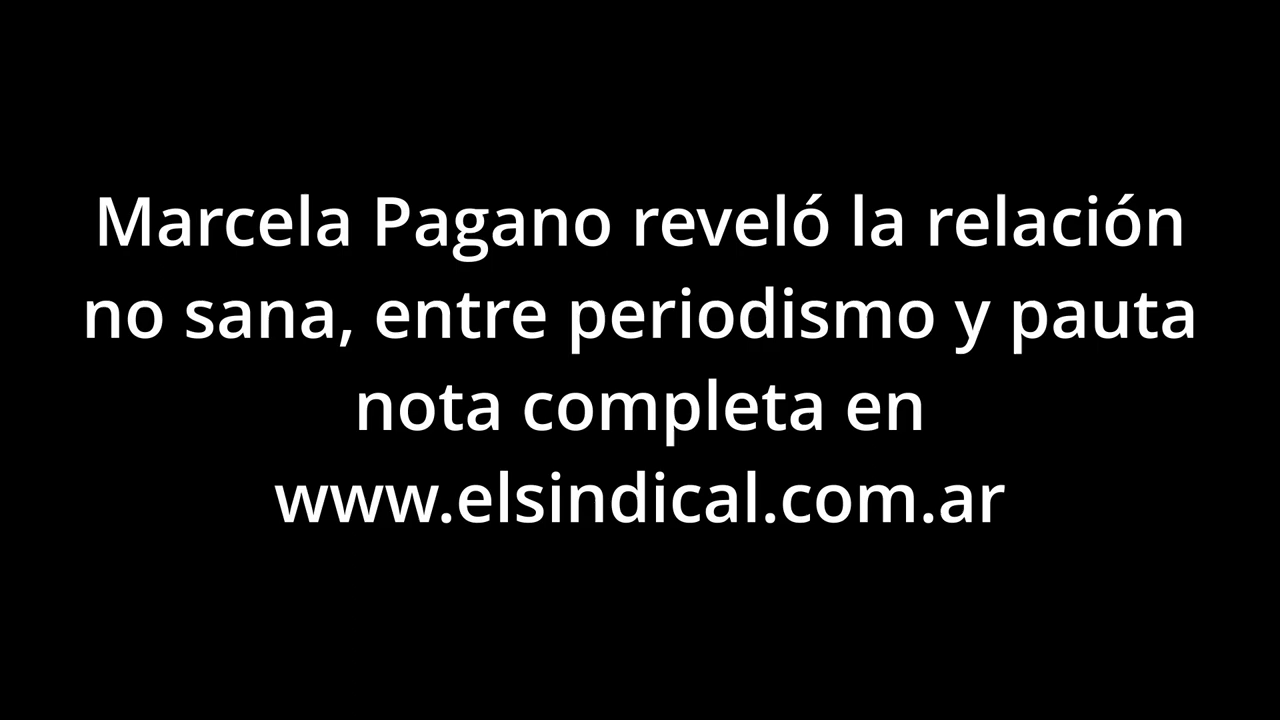 Marcela Pagano reveló la relación
no sana, entre periodismo y pauta
nota completa en
www.elsindical.com.ar